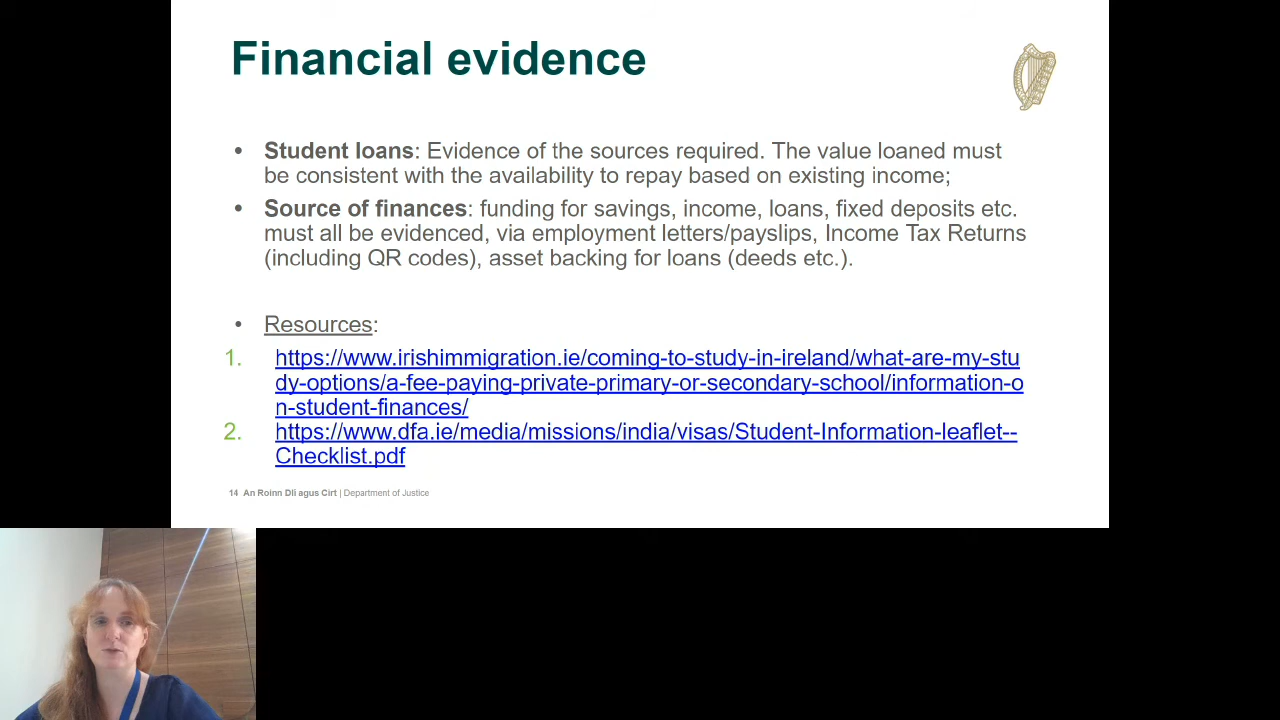 Financial evidence
• Student loans: Evidence of the sources required. The value loaned must
be consistent with the availability to repay based on existing income;
• Source of finances: funding for savings, income, loans, fixed deposits etc.
must all be evidenced, via employment letters/payslips, Income Tax Returns
(including QR codes), asset backing for loans (deeds etc.).
• Resources:
1. https://www.irishimmigration.ie/coming-to-study-in-ireland/what-are-my-stu
dy-options/a-fee-paying-private-primary-or-secondary-school/information-o
n-student-finances/
2. https://www.dfa.ie/media/missions/india/visas/Student-Information-leaflet--
Checklist.pdf
14 An Roinn Dlí agus Cirt | Department of Justice